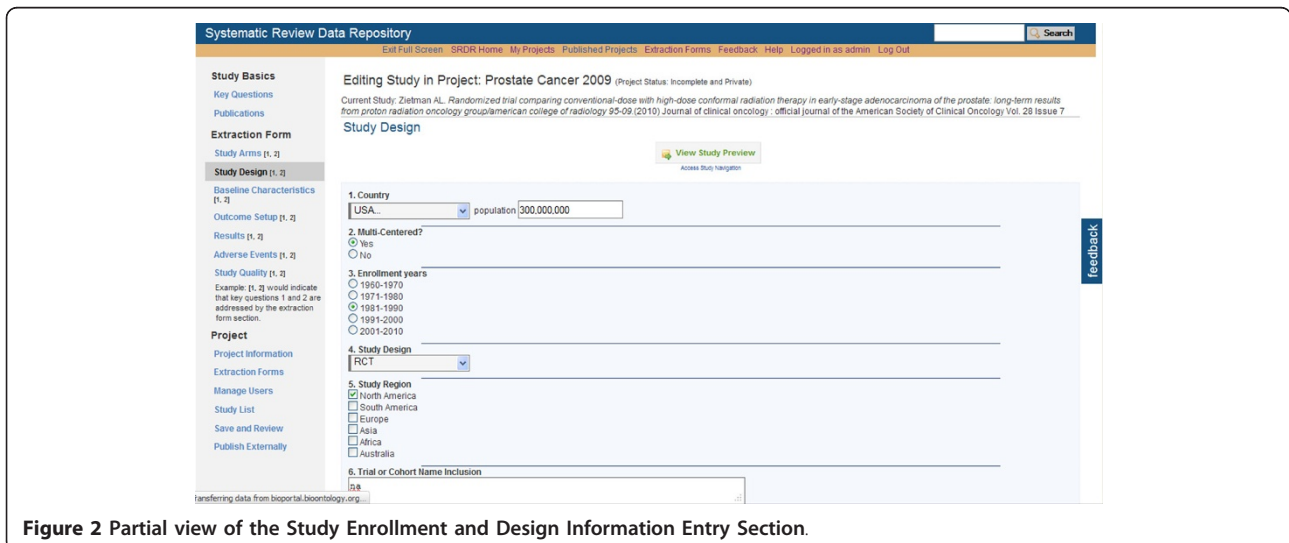 Systematic Review Data Repository
Search
Exit Full Screen SRDR Home My Projects Published Projects Extraction Forms Feedback Help Logged in as admin Log Out
Study Basics
Key Questions
Publications
Extraction Form
Study Arms [1, 2]
Study Design [1, 2]
Baseline Characteristics
[1, 2]
Outcome Setup [1, 2]
Results [1, 2]
Adverse Events [1, 2]
Study Quality [1, 2]
Example: [1, 2] would indicate
that key questions 1 and 2 are
addressed by the extraction
form section.
Project
Project Information
Extraction Forms
Manage Users
Study List
Save and Review
Publish Externally
Editing Study in Project: Prostate Cancer 2009 (Project Status: Incomplete and Private)
Current Study: Zietman AL. Randomized trial comparing conventional-dose with high-dose conformal radiation therapy in early-stage adenocarcinoma of the prostate: long-term results
from proton radiation oncology group/american college of radiology 95-09.(2010) Journal of clinical oncology : official journal of the American Society of Clinical Oncology Vol. 28 Issue 7
Study Design
View Study Preview
Access Study Navigation
1. Country
USA... population 300,000,000
2. Multi-Centered?
Yes
No
3. Enrollment years
1960-1970
1971-1980
1981-1990
1991-2000
2001-2010
4. Study Design
RCT
5. Study Region
North America
South America
Europe
Asia
Africa
Australia
6. Trial or Cohort Name Inclusion
na
feedback
ransferring data from bioportal.bioontology.org...
Figure 2 Partial view of the Study Enrollment and Design Information Entry Section.